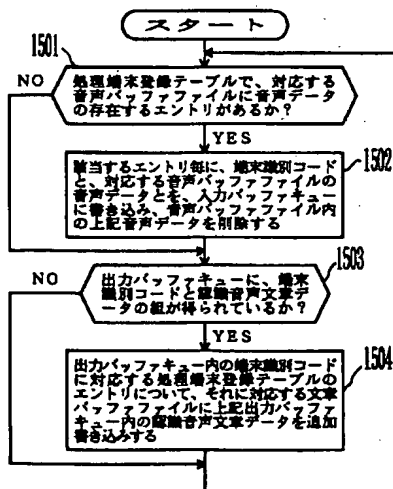 スタート
1501
処理端末登録テーブルで、対応する
音声バッファファイルに音声データ
の存在するエントリがあるか?
NO
YES
該当するエントリ毎に、端末識別コード
と、対応する音声バッファファイルの
音声データとを、入力バッファキュー
に書き込み、音声バッファファイル内
の上記音声データを削除する
1502
1503
出力バッファキューに、端末
識別コードと認識音声文章デ
ータの組が得られているか?
NO
YES
出力バッファキュー内の端末識別コード
に対応する処理端末登録テーブルの
エントリについて、それに対応する文章
バッファファイルに上記出力バッファ
キュー内の認識音声文章データを追加
書き込みする
1504